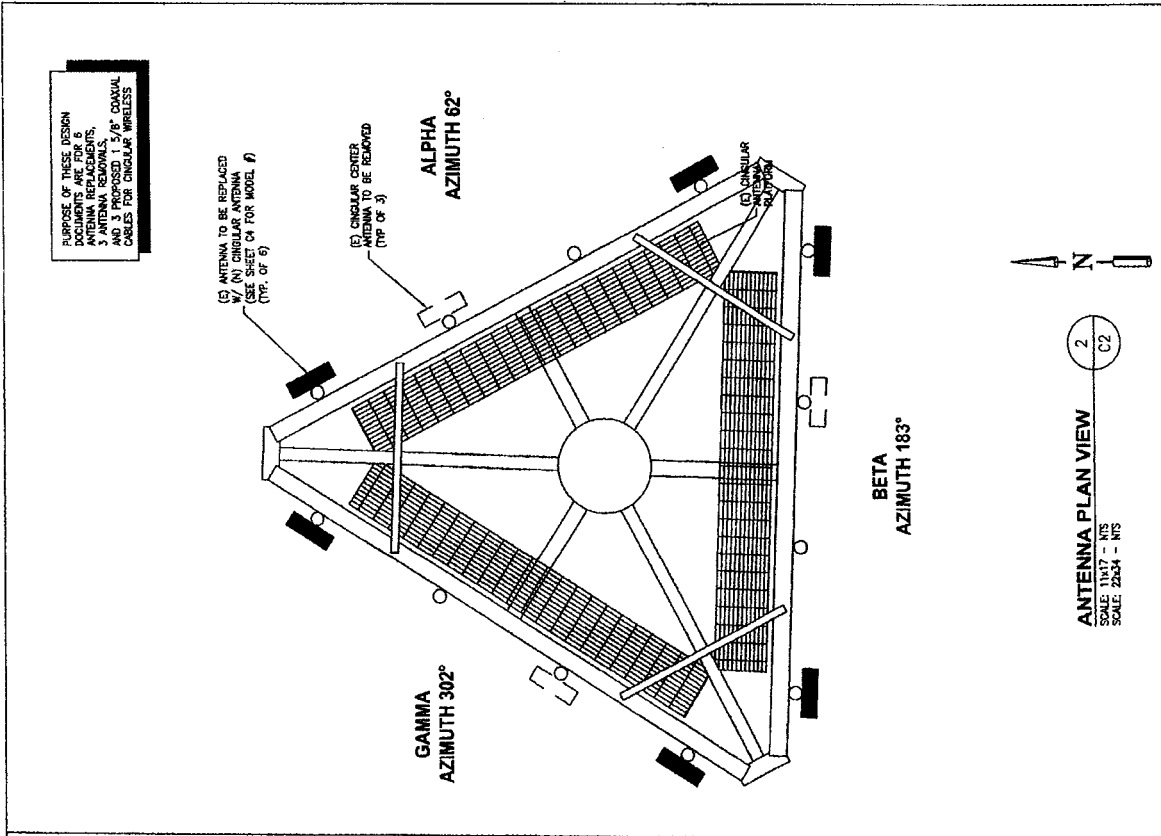 PURPOSE OF THESE DESIGN
DOCUMENTS ARE FOR 6
ANTENNA REPLACEMENTS,
3 ANTENNA REMOVALS,
AND 3 PROPOSED 1 5/8" COAXIAL
CABLES FOR CINGULAR WIRELESS
(E) ANTENNA TO BE REPLACED
W/ (N) CINGULAR ANTENNA
(SEE SHEET C4 FOR MODEL #)
(TYP. OF 6)
(E) CINGULAR CENTER
ANTENNA TO BE REMOVED
(TYP OF 3)
ALPHA
AZIMUTH 62°
(E) CINGULAR
ANTENNA
PLATFORM
GAMMA
AZIMUTH 302°
BETA
AZIMUTH 183°
N
2
C2
ANTENNA PLAN VIEW
SCALE: 11x17 - NTS
SCALE: 22x34 - NTS